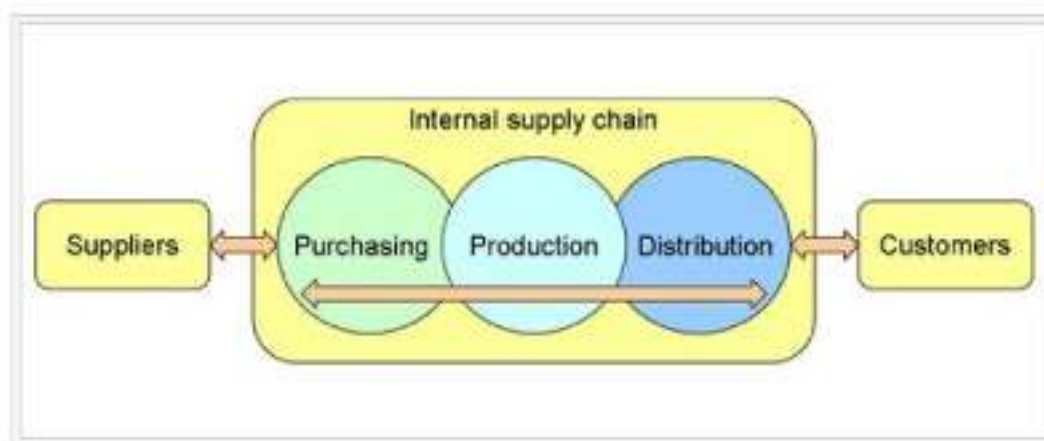 Internal supply chain
Suppliers
Purchasing
Production
Distribution
Customers